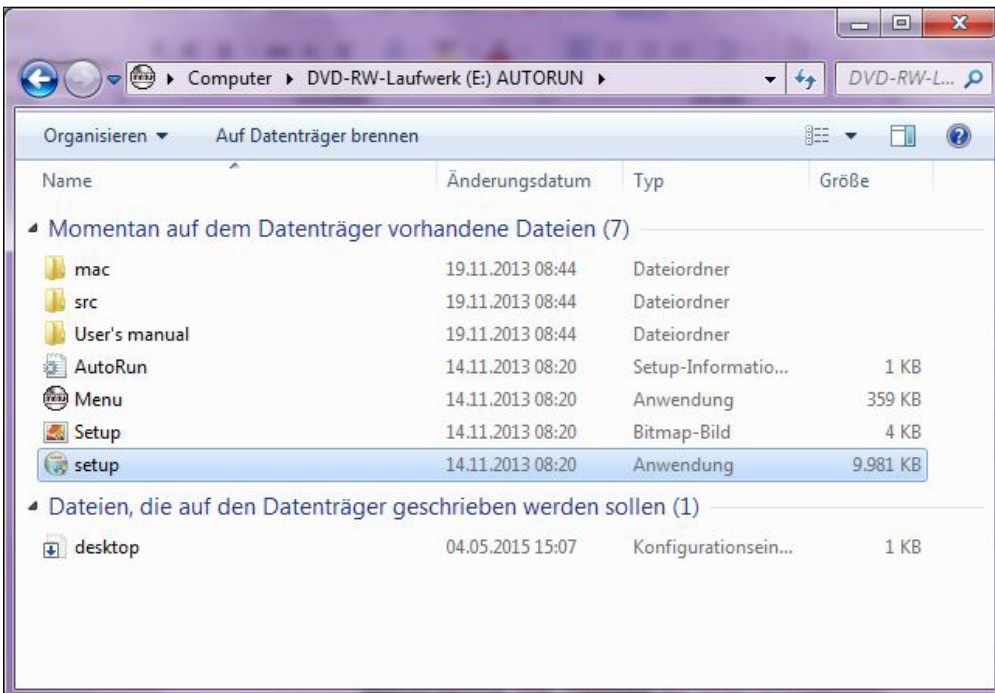 Computer DVD-RW-Laufwerk (E:) AUTORUN DVD-RW-L...
Organisieren Auf Datenträger brennen
Name Änderungsdatum Typ Größe
Momentan auf dem Datenträger vorhandene Dateien (7)
mac 19.11.2013 08:44 Dateiordner
src 19.11.2013 08:44 Dateiordner
User's manual 19.11.2013 08:44 Dateiordner
AutoRun 14.11.2013 08:20 Setup-Informatio... 1 KB
Menu 14.11.2013 08:20 Anwendung 359 KB
Setup 14.11.2013 08:20 Bitmap-Bild 4 KB
setup 14.11.2013 08:20 Anwendung 9.981 KB
Dateien, die auf den Datenträger geschrieben werden sollen (1)
desktop 04.05.2015 15:07 Konfigurationsein... 1 KB